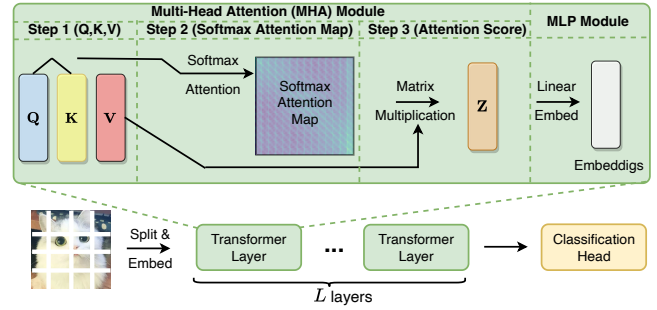 Multi-Head Attention (MHA) Module
MLP Module
Step 1 (Q,K,V)
Step 2 (Softmax Attention Map)
Step 3 (Attention Score)
Q
K
V
Softmax
Attention
Softmax
Attention
Map
Matrix
Multiplication
Z
Linear
Embed
Embeddigs
Split &
Embed
Transformer
Layer
...
Transformer
Layer
Classification
Head
L layers